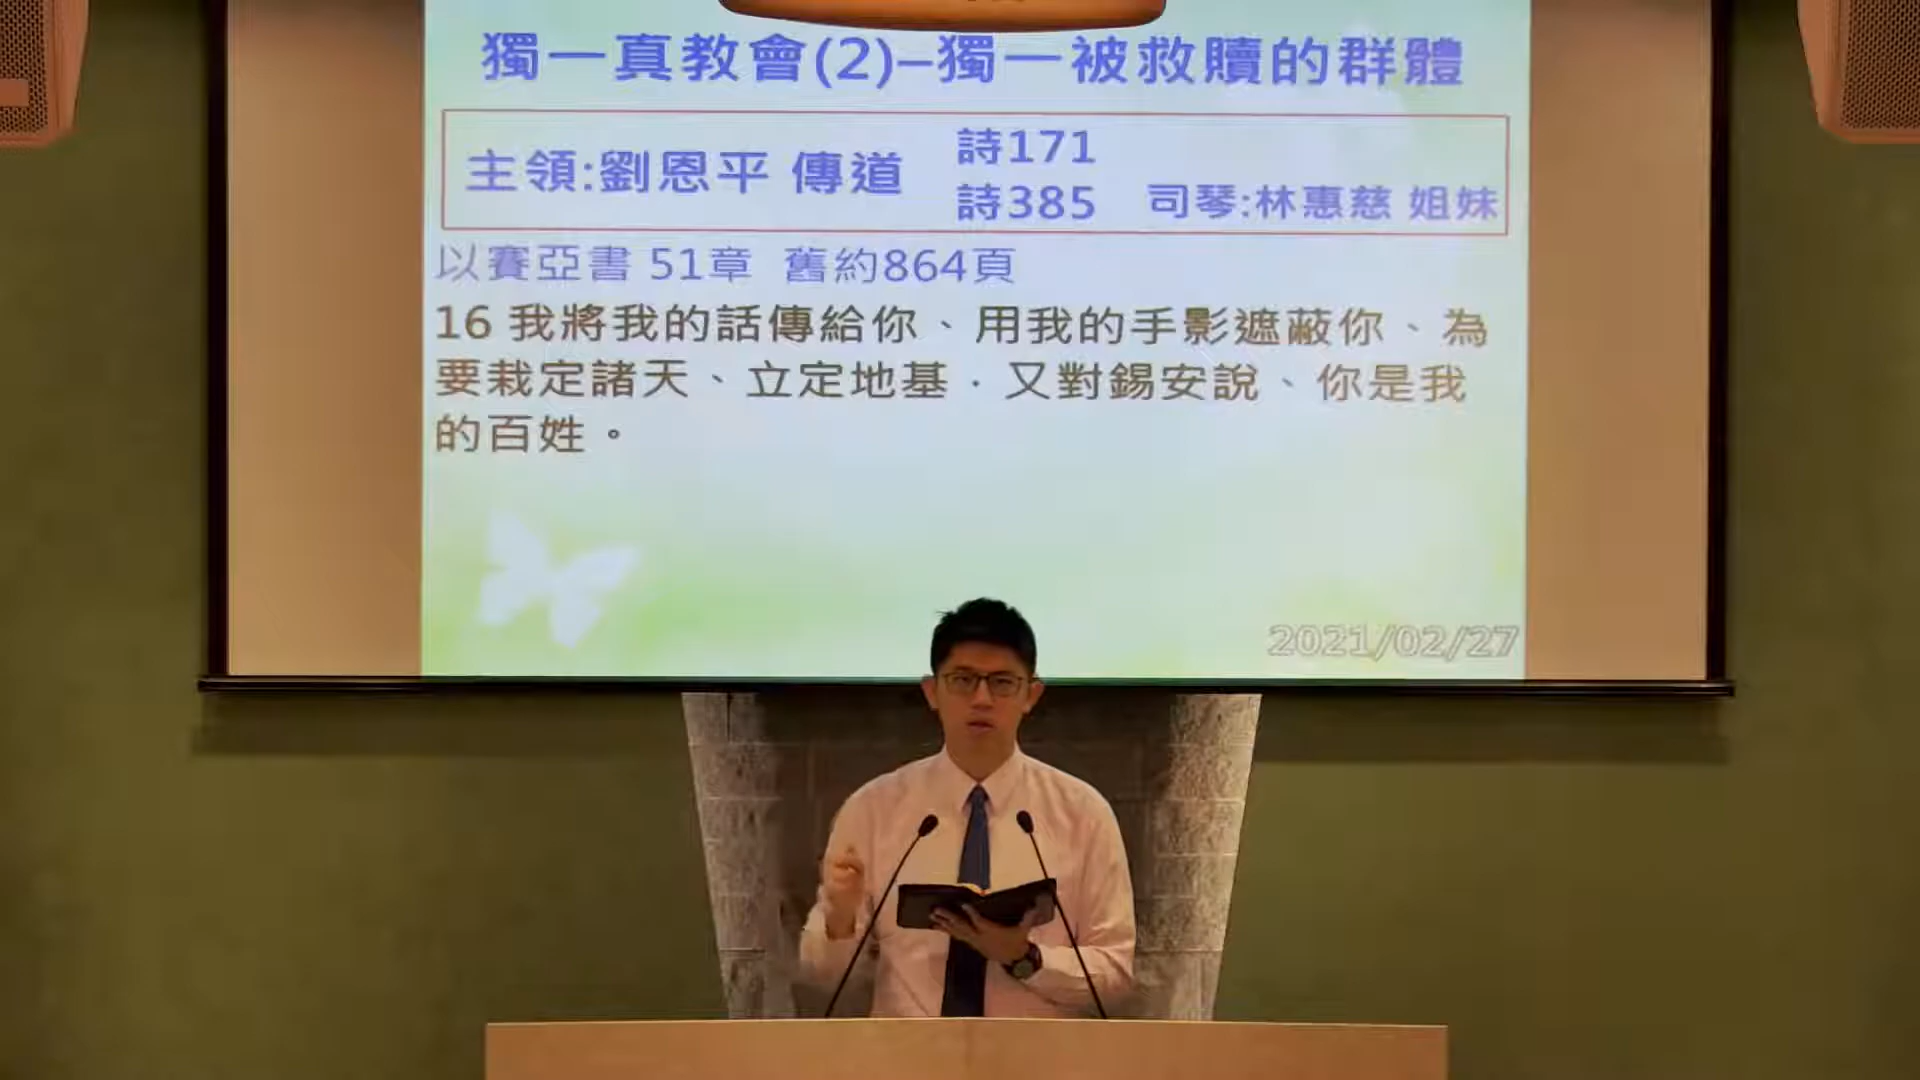 獨一真教會(2)–獨一被救贖的群體
主領:劉恩平 傳道
詩171
詩385 司琴:林惠慈 姐妹
以賽亞書 51章 舊約864頁
16 我將我的話傳給你、用我的手影遮蔽你、為
要栽定諸天、立定地基．又對錫安說、你是我
的百姓。
2021/02/27